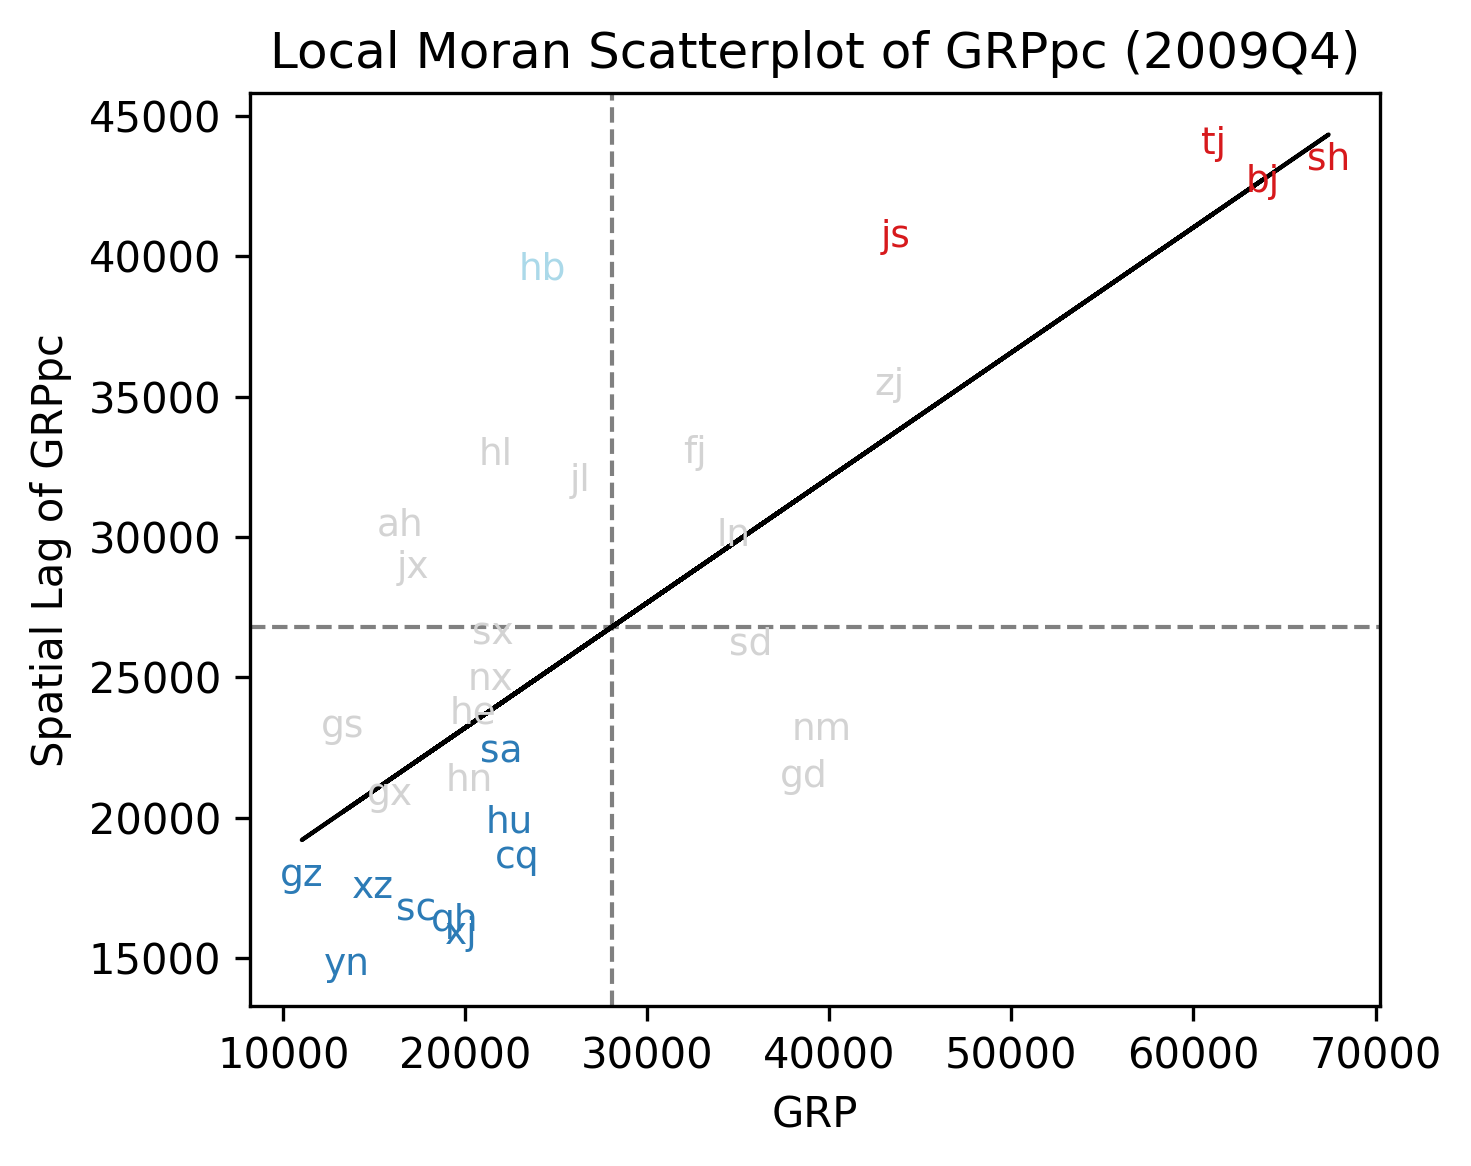 Local Moran Scatterplot of GRPpc (2009Q4)
45000
40000
35000
30000
25000
20000
15000
Spatial Lag of GRPpc
tj
sh
bj
js
hb
zj
hl
fj
jl
ah
ln
jx
sx
sd
nx
he
gs
nm
sa
hn
gd
gx
hu
cq
gz
xz
sc
qh
xj
yn
10000 20000 30000 40000 50000 60000 70000
GRP